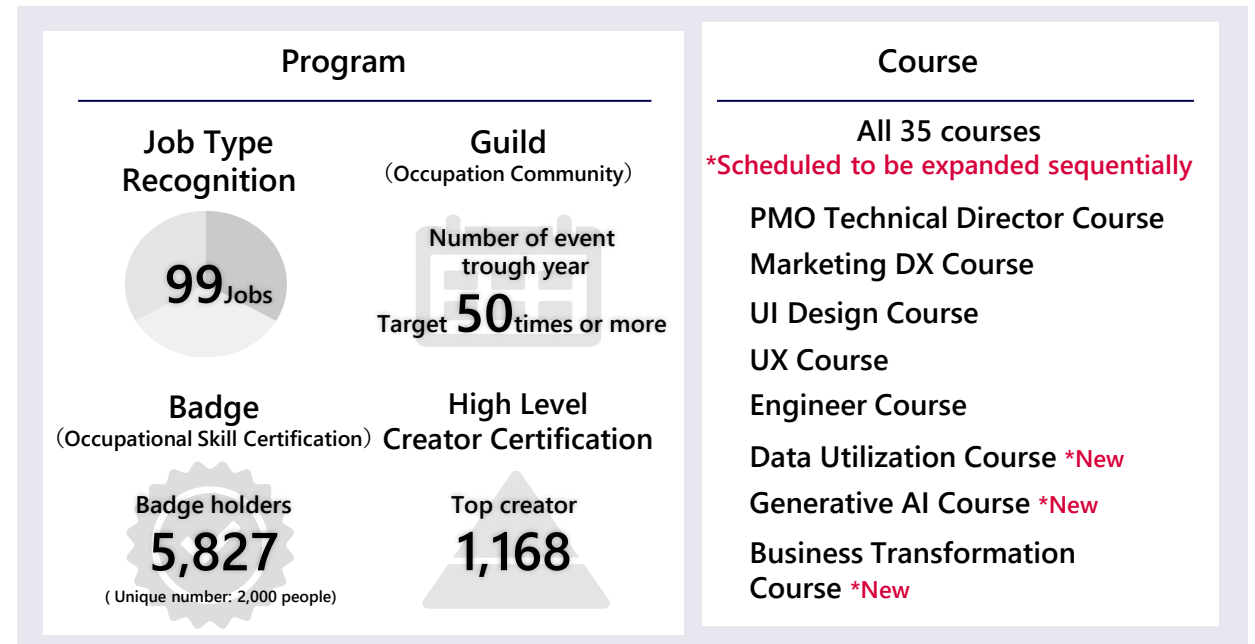 Program
Job Type
Recognition
99Jobs
Guild
（Occupation Community）
Number of event
trough year
Target 50times or more
Badge
（Occupational Skill Certification）
Badge holders
5,827
( Unique number: 2,000 people)
High Level
Creator Certification
Top creator
1,168
Course
All 35 courses
*Scheduled to be expanded sequentially
PMO Technical Director Course
Marketing DX Course
UI Design Course
UX Course
Engineer Course
Data Utilization Course *New
Generative AI Course *New
Business Transformation
Course *New